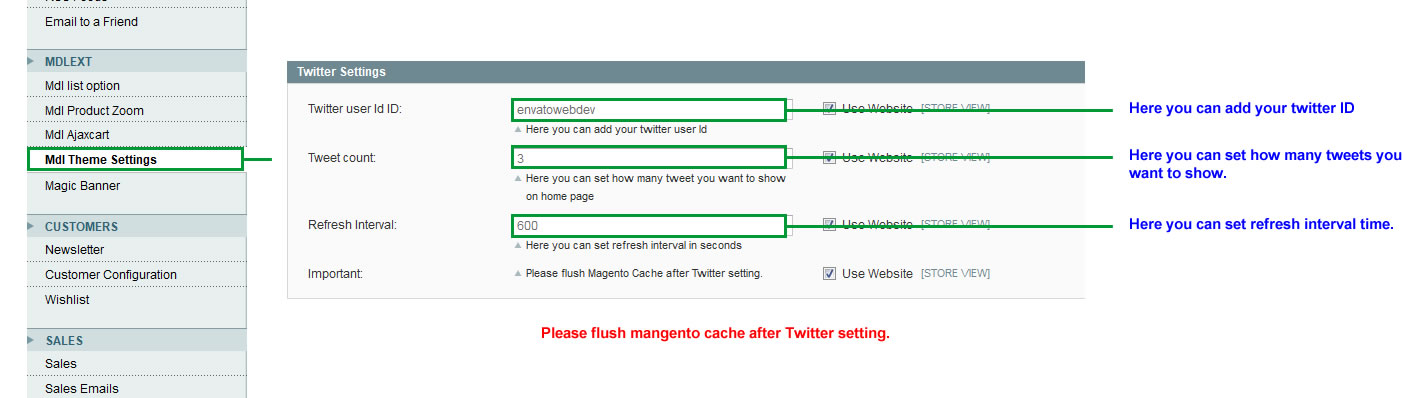 Email to a Friend
MDLEXT
Mdl list option
Mdl Product Zoom
Mdl Ajaxcart
Mdl Theme Settings
Magic Banner
CUSTOMERS
Newsletter
Customer Configuration
Wishlist
SALES
Sales
Sales Emails
Twitter Settings
Twitter user Id ID:
envatowebdev
Use Website [STORE VIEW]
Here you can add your twitter user Id
Tweet count:
3
Use Website [STORE VIEW]
Here you can set how many tweet you want to show
on home page
Refresh Interval:
600
Use Website [STORE VIEW]
Here you can set refresh interval in seconds
Important:
Please flush Magento Cache after Twitter setting.
Use Website [STORE VIEW]
Here you can add your twitter ID
Here you can set how many tweets you
want to show.
Here you can set refresh interval time.
Please flush mangento cache after Twitter setting.